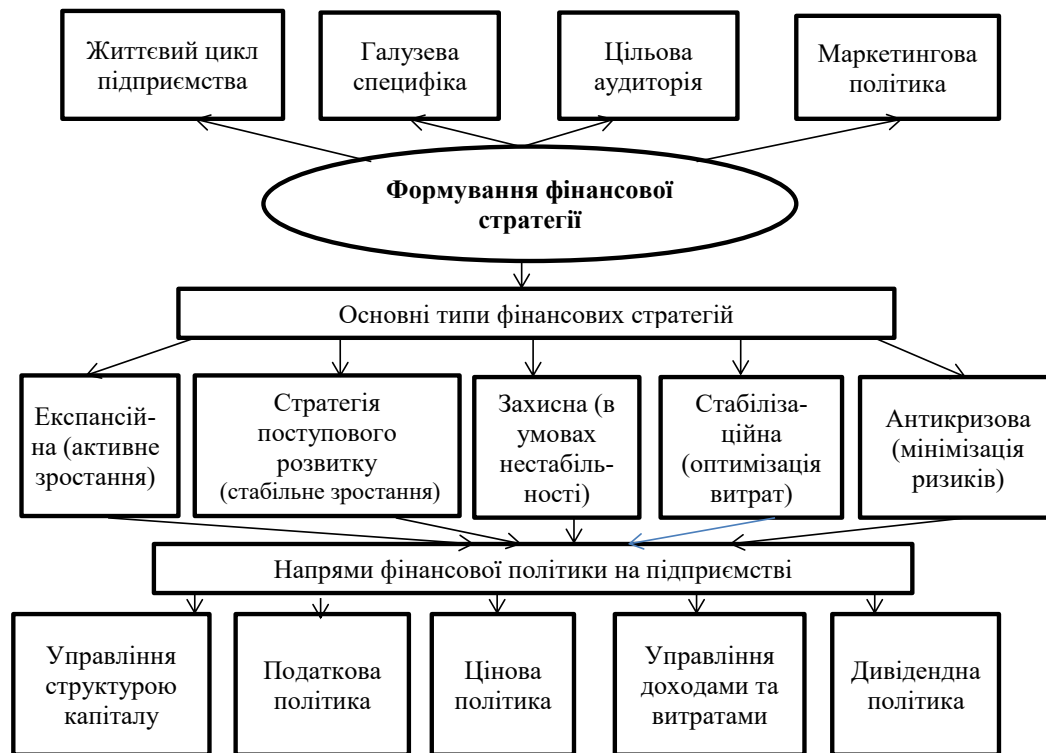 Життєвий цикл
підприємства
Галузева
специфіка
Цільова
аудиторія
Маркетингова
політика
Формування фінансової
стратегії
Основні типи фінансових стратегій
Експансій-
на (активне
зростання)
Стратегія
поступового
розвитку
(стабільне зростання)
Захисна (в
умовах
нестабіль-
ності)
Стабіліза-
ційна
(оптимізація
витрат)
Антикризова
(мінімізація
ризиків)
Напрями фінансової політики на підприємстві
Управління
структурою
капіталу
Податкова
політика
Цінова
політика
Управління
доходами та
витратами
Дивідендна
політика